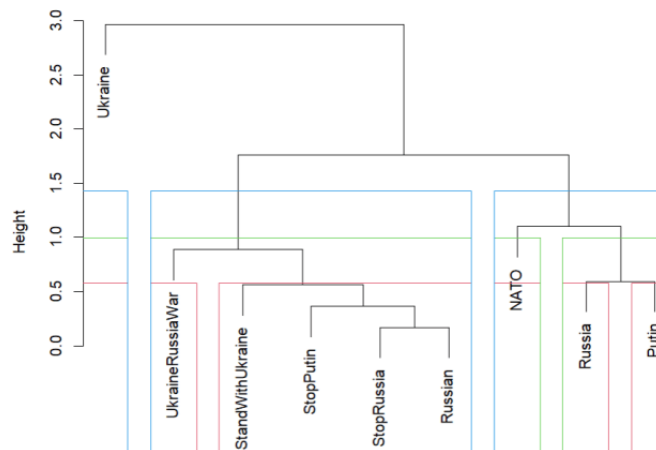 3.0
2.5
2.0
1.5
1.0
0.5
0.0
Height
Ukraine
UkraineRussiaWar
StandWithUkraine
StopPutin
StopRussia
Russian
NATO
Russia
Putin